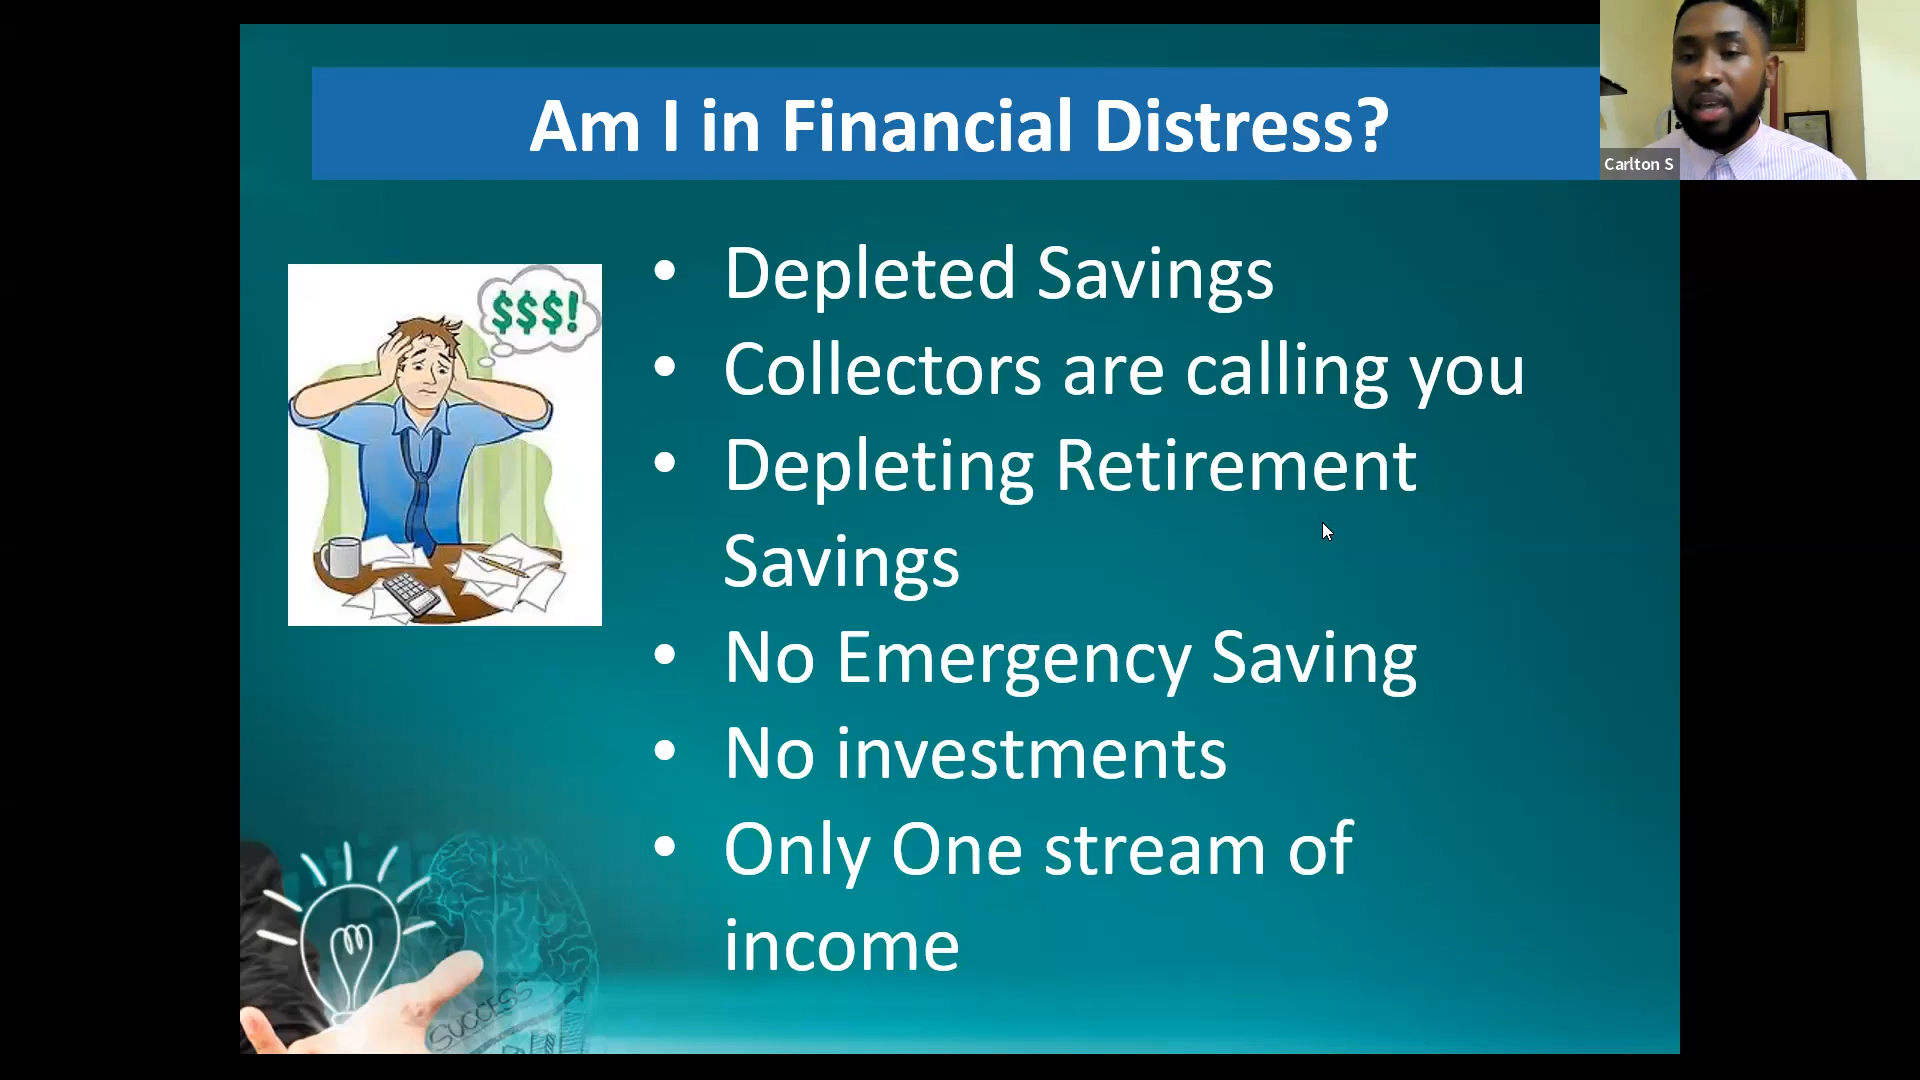 Am I in Financial Distress?
Carlton S
$$$!
• Depleted Savings
• Collectors are calling you
• Depleting Retirement
Savings
• No Emergency Saving
• No investments
• Only One stream of
income
SUCCESS